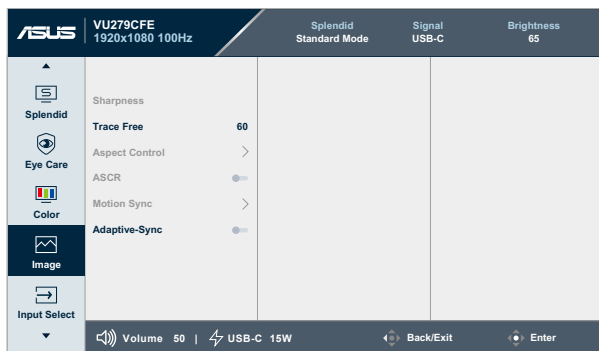 ASUS
VU279CFE
1920x1080 100Hz
Splendid
Standard Mode
Signal
USB-C
Brightness
65
Splendid
Eye Care
Color
Image
Input Select
Sharpness
Trace Free 60
Aspect Control
ASCR
Motion Sync
Adaptive-Sync
Volume 50 | USB-C 15W
Back/Exit
Enter